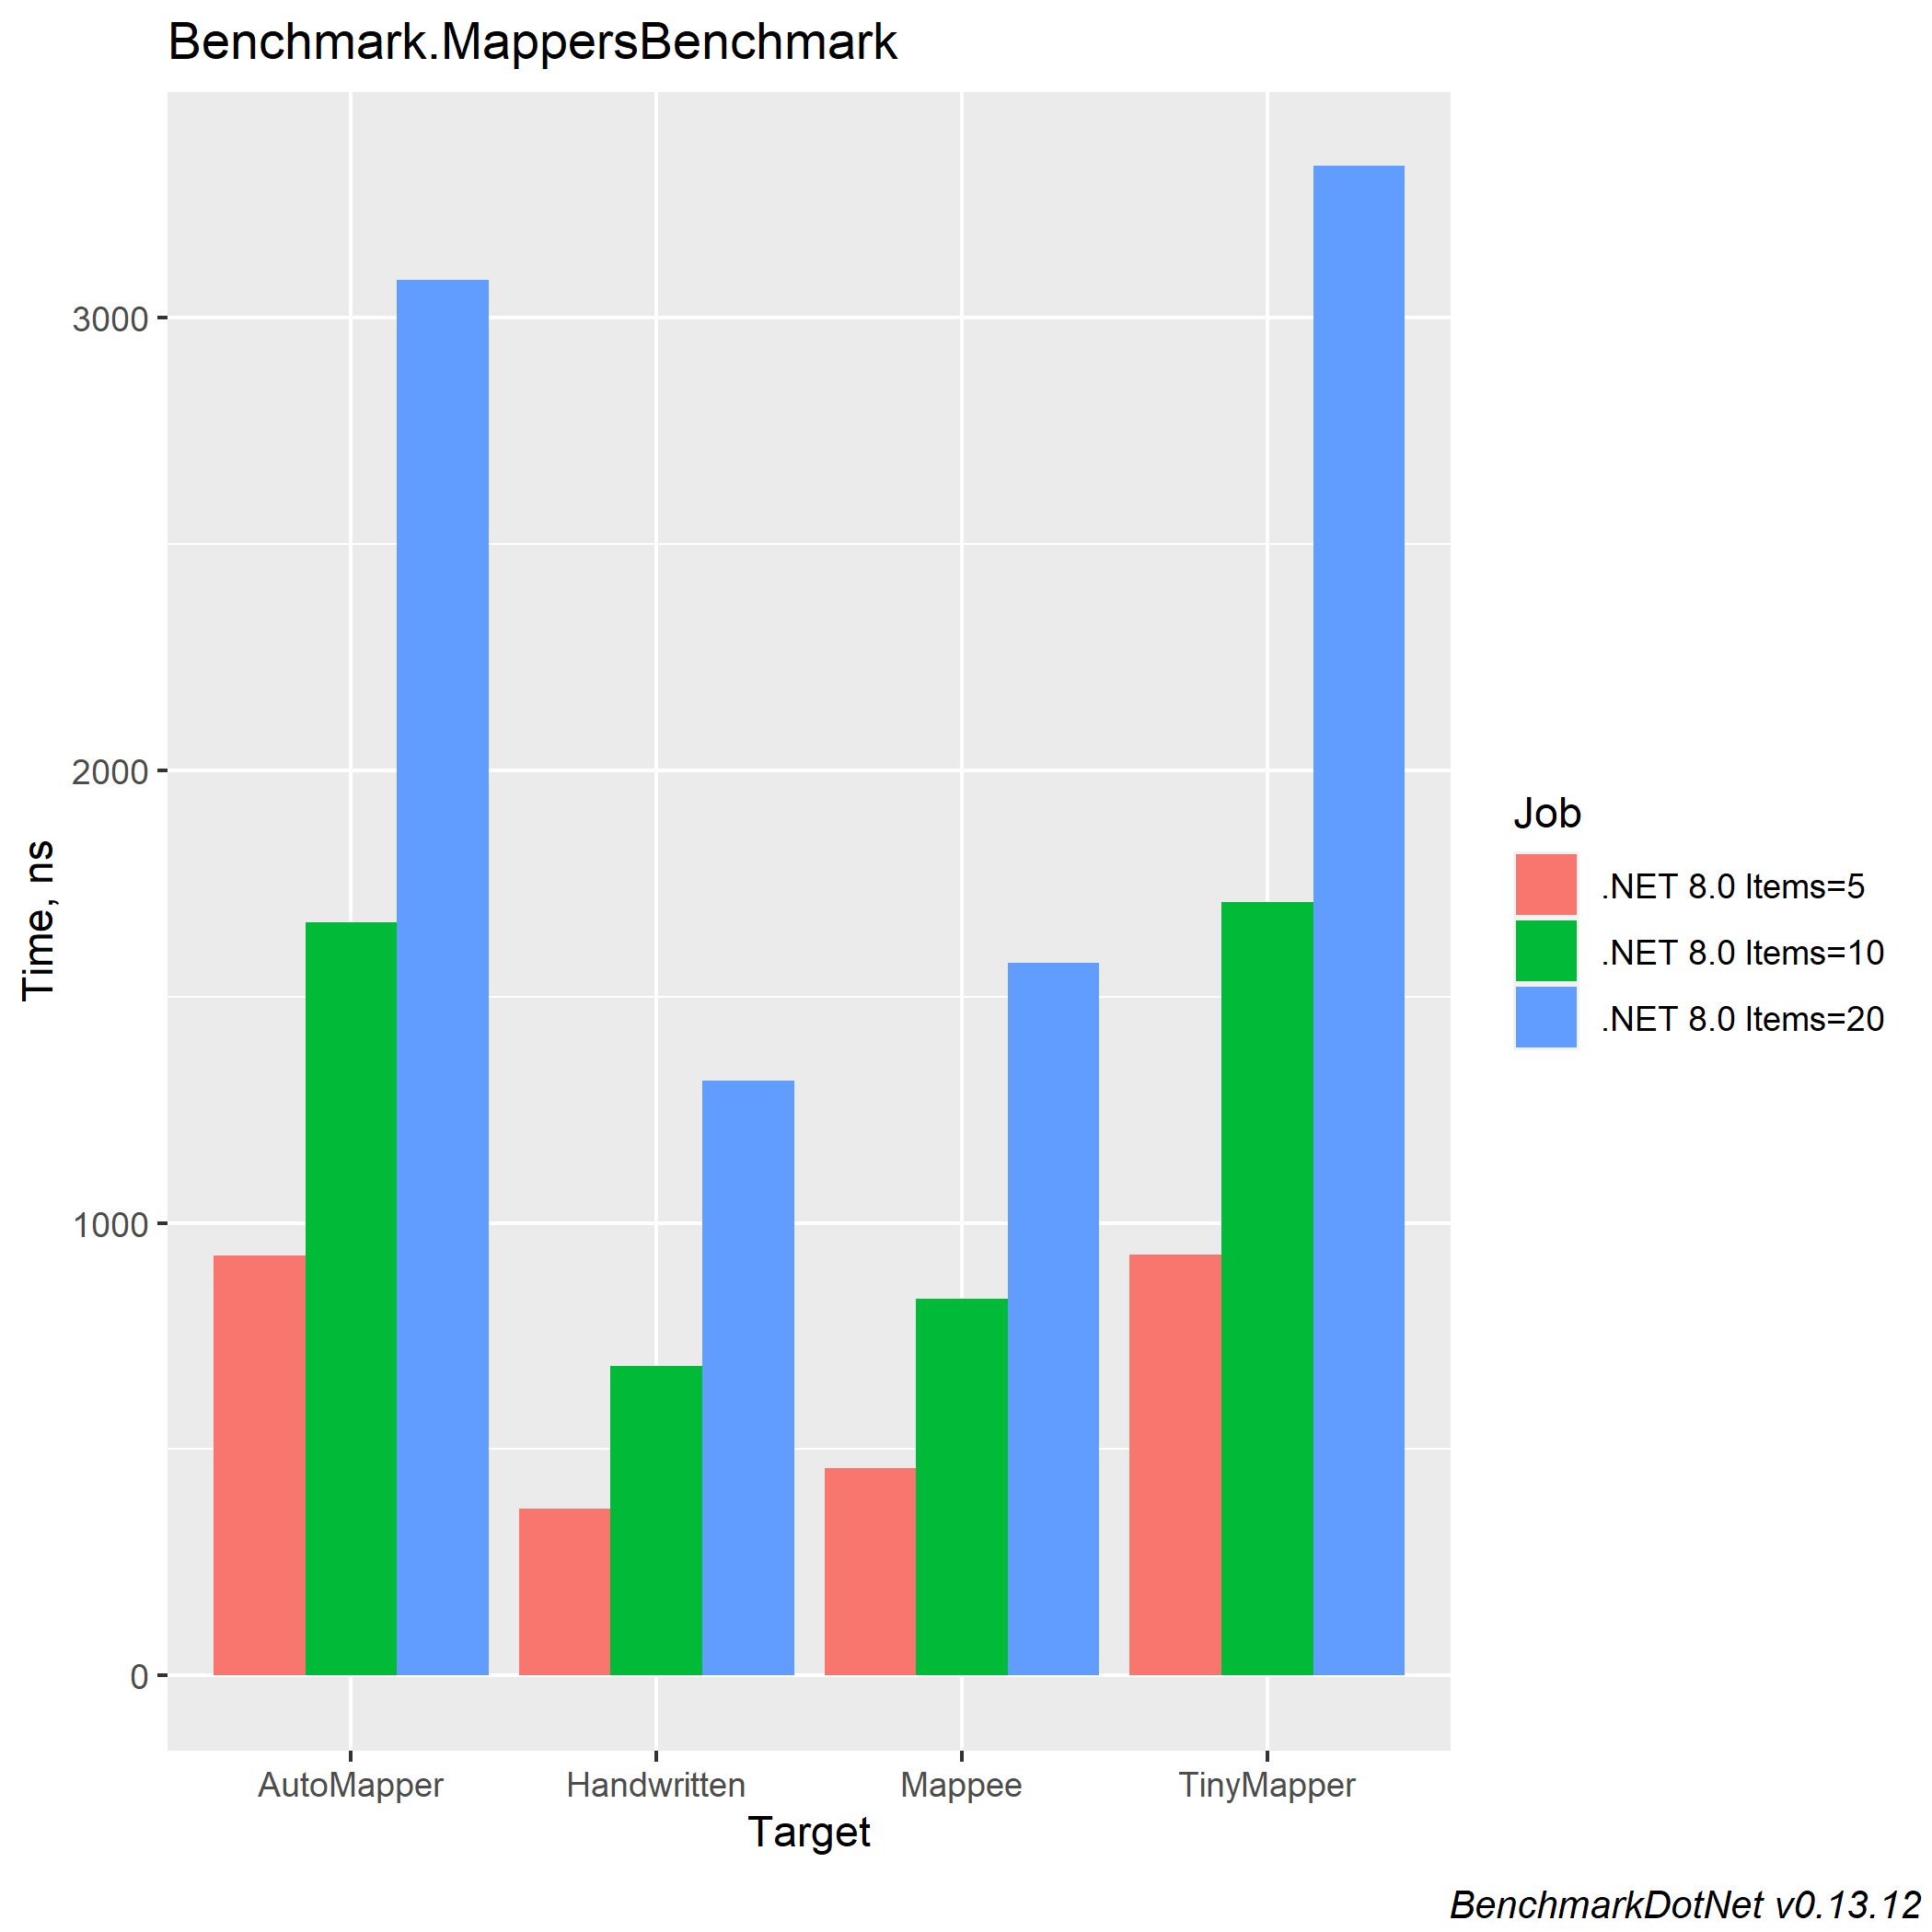 Benchmark.MappersBenchmark
Time, ns
3000
2000
1000
0
AutoMapper
Handwritten
Mappee
TinyMapper
Target
Job
.NET 8.0 Items=5
.NET 8.0 Items=10
.NET 8.0 Items=20
BenchmarkDotNet v0.13.12